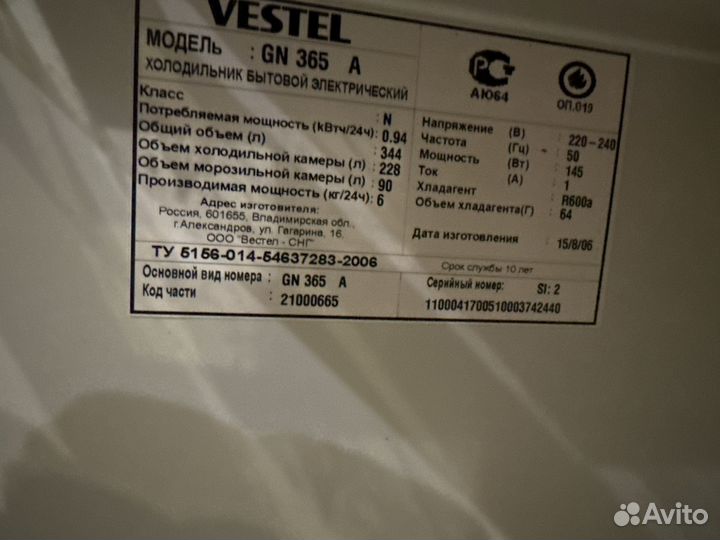 VESTEL
МОДЕЛЬ : GN 365 A
ХОЛОДИЛЬНИК БЫТОВОЙ ЭЛЕКТРИЧЕСКИЙ
РС
АЮ64
ОП.019
Класс : N
Потребляемая мощность (kВтч/24ч): 0.94
Общий объем (л) : 344
Объем холодильной камеры (л) : 228
Объем морозильной камеры (л) : 90
Производимая мощность (кг/24ч): 6
Адрес изготовителя:
Россия, 601655, Владимирская обл.,
г.Александров, ул. Гагарина, 16,
ООО "Вестел - СНГ"
Напряжение (В) : 220-240
Частота (Гц) : 50
Мощность (Вт) : 145
Ток (А) : 1
Хладагент : R600a
Объем хладагента(Г) : 64
Дата изготовления : 15/8/06
ТУ 5156-014-54637283-2006
Срок службы 10 лет
Основной вид номера : GN 365 A
Код части : 21000665
Серийный номер: SI: 2
1100041700510003742440
Avito